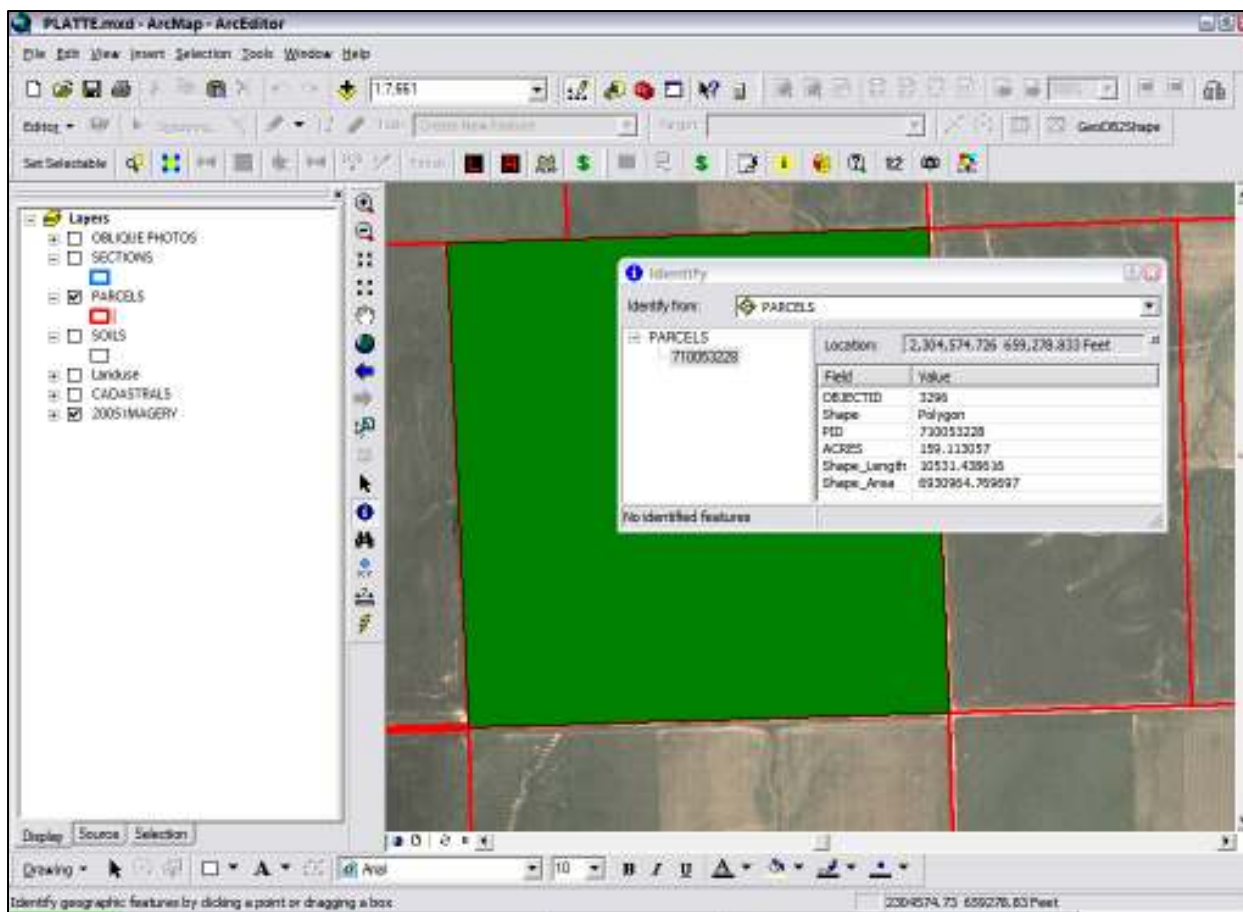 PLATTE.mxd - ArcMap - ArcEditor
File Edit View Insert Selection Tools Window Help
1:7,661
Editor
Create New Feature
Target
GeoDB2Shape
Set Selectable
Layers
OBLIQUE PHOTOS
SECTIONS
PARCELS
SOILS
Landuse
CADASTRALS
2005 IMAGERY
Identify
Identify from: PARCELS
PARCELS
710053228
Location: 2,304,574.726 659,278.833 Feet
Field Value
OBJECTID 3296
Shape Polygon
PID 710053228
ACRES 159.113057
Shape_Length 10531.438616
Shape_Area 6930964.769697
No identified features
Display Source Selection
Drawing A Arial 10 B I U A
Identify geographic features by clicking a point or dragging a box
2304574.73 659278.83 Feet